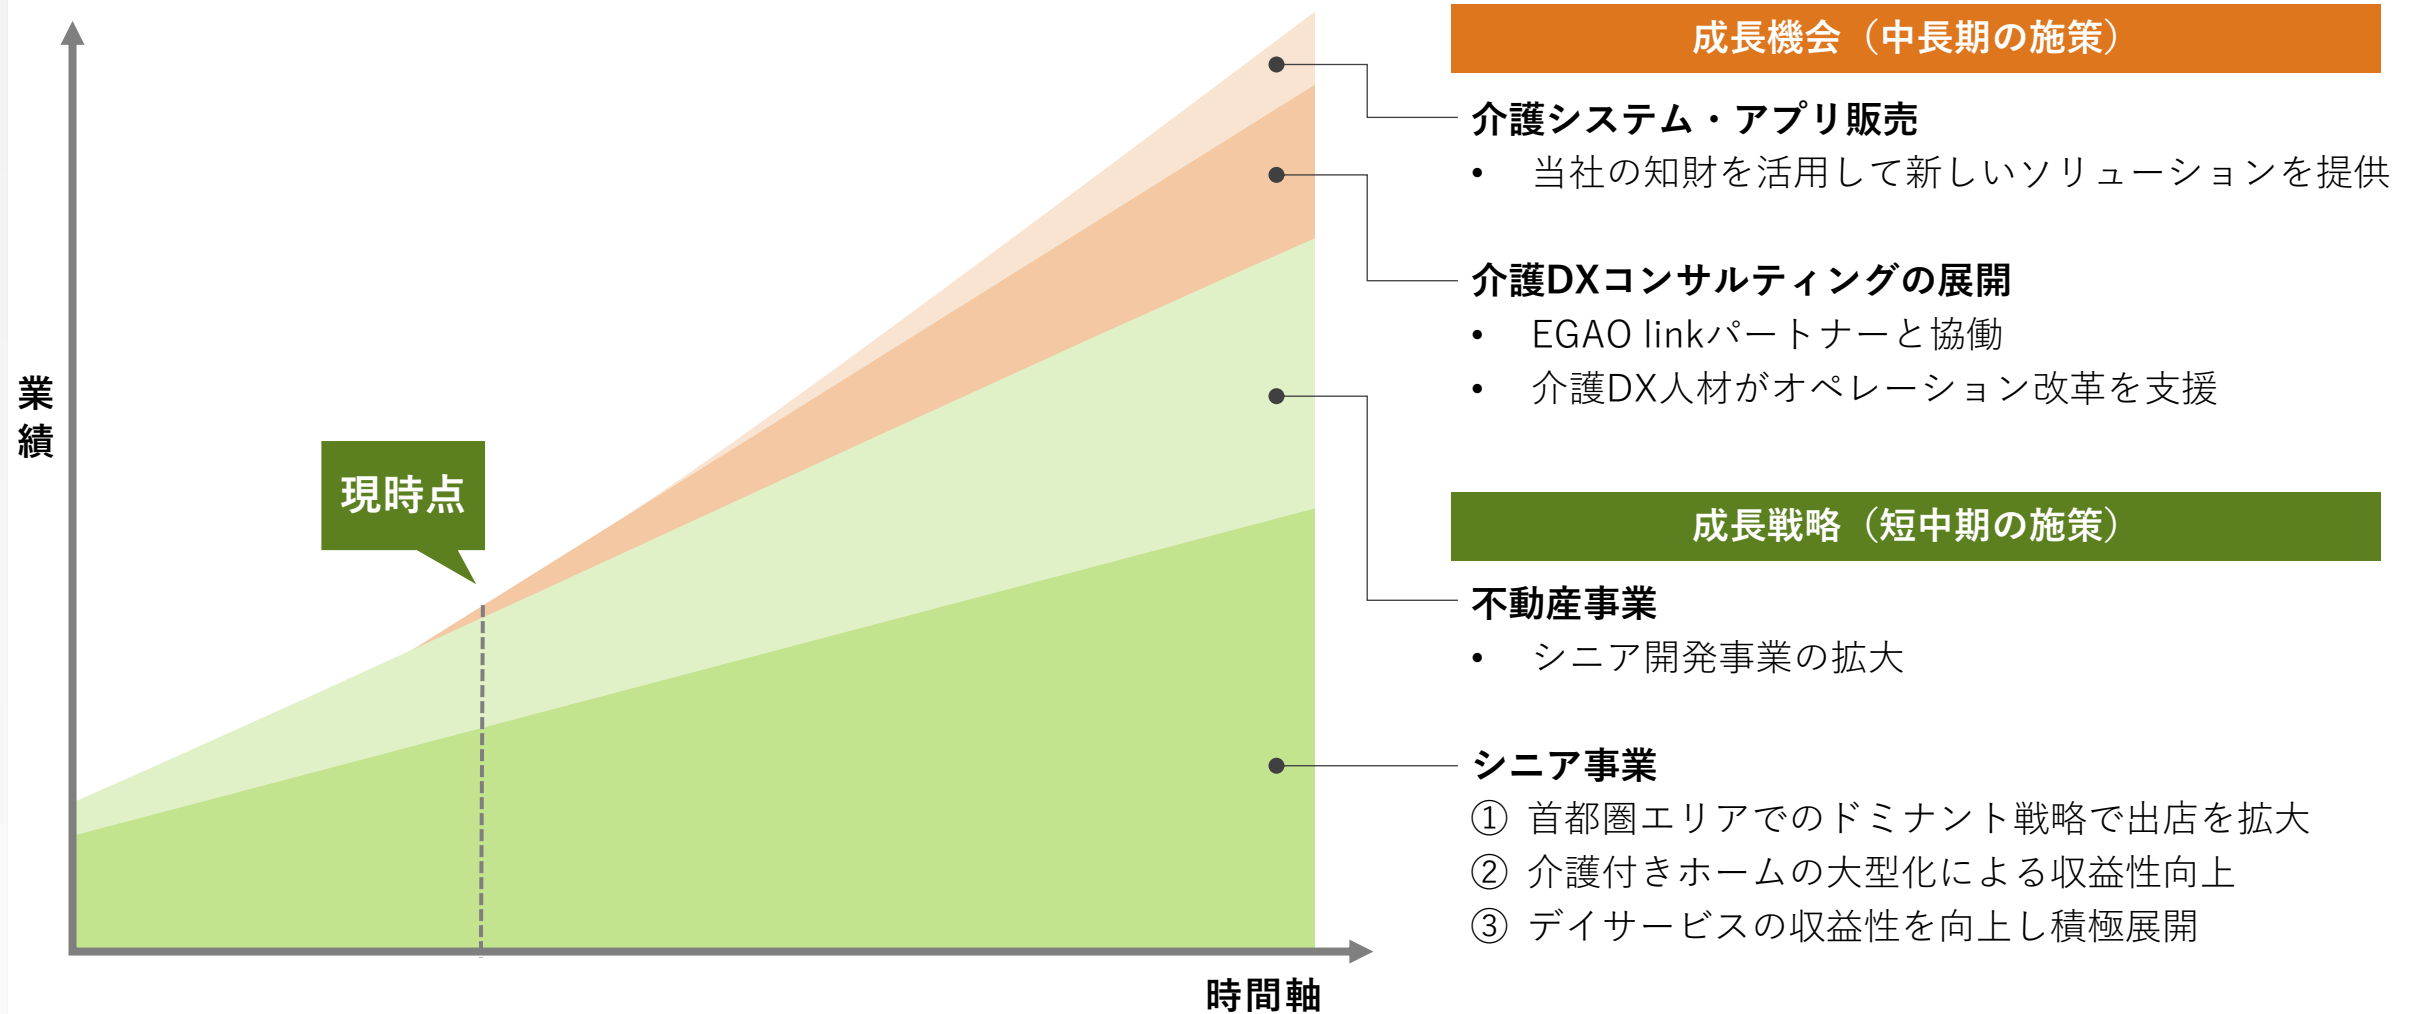 業績
現時点
時間軸
成長機会（中長期の施策）
介護システム・アプリ販売
• 当社の知財を活用して新しいソリューションを提供
介護DXコンサルティングの展開
• EGAO linkパートナーと協働
• 介護DX人材がオペレーション改革を支援
成長戦略（短中期の施策）
不動産事業
• シニア開発事業の拡大
シニア事業
① 首都圏エリアでのドミナント戦略で出店を拡大
② 介護付きホームの大型化による収益性向上
③ デイサービスの収益性を向上し積極展開